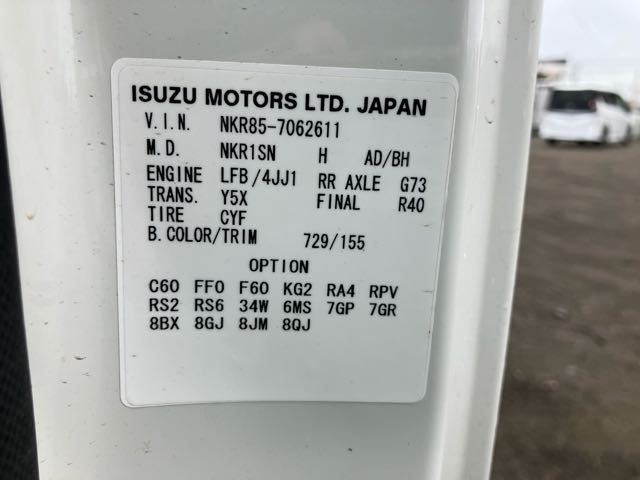 ISUZU MOTORS LTD. JAPAN
V.I.N. NKR85-7062611
M.D. NKR1SN H AD/BH
ENGINE LFB/4JJ1 RR AXLE G73
TRANS. Y5X FINAL R40
TIRE CYF
B.COLOR/TRIM 729/155
OPTION
C60 FF0 F60 KG2 RA4 RPV
RS2 RS6 34W 6MS 7GP 7GR
8BX 8GJ 8JM 8QJ